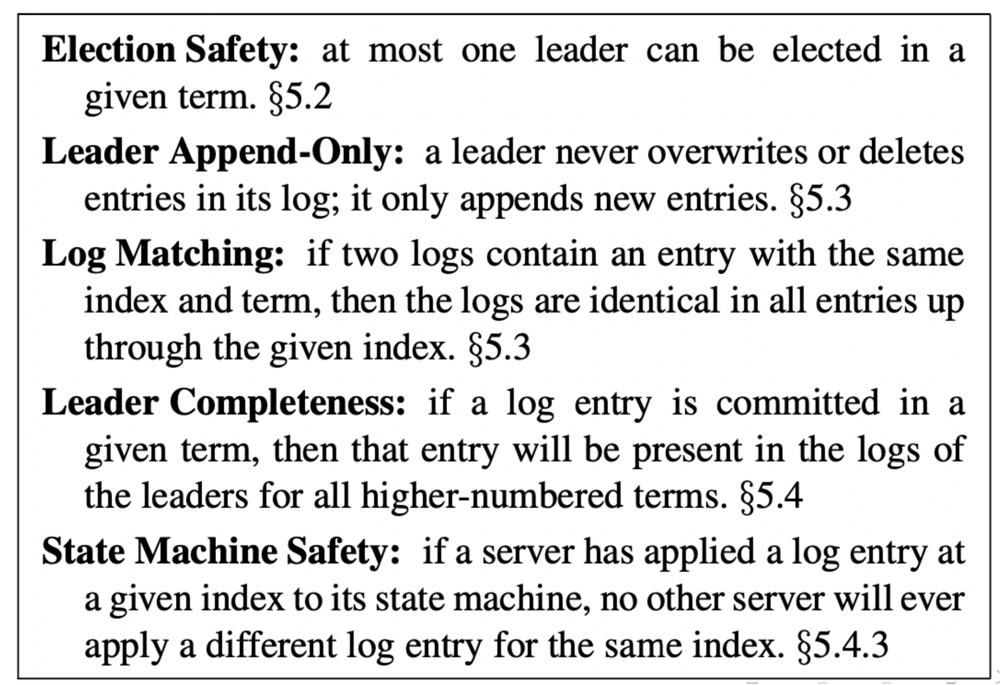 Election Safety: at most one leader can be elected in a
given term. §5.2
Leader Append-Only: a leader never overwrites or deletes
entries in its log; it only appends new entries. §5.3
Log Matching: if two logs contain an entry with the same
index and term, then the logs are identical in all entries up
through the given index. §5.3
Leader Completeness: if a log entry is committed in a
given term, then that entry will be present in the logs of
the leaders for all higher-numbered terms. §5.4
State Machine Safety: if a server has applied a log entry at
a given index to its state machine, no other server will ever
apply a different log entry for the same index. §5.4.3